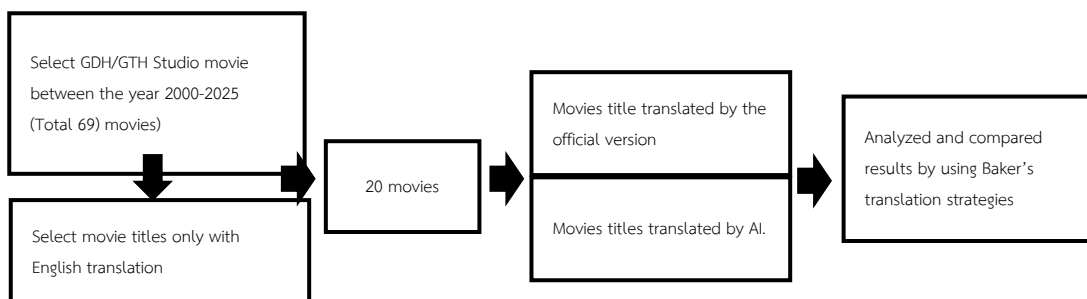 Select GDH/GTH Studio movie
between the year 2000-2025
(Total 69) movies)
Select movie titles only with
English translation
20 movies
Movies title translated by the
official version
Movies titles translated by AI.
Analyzed and compared
results by using Baker's
translation strategies